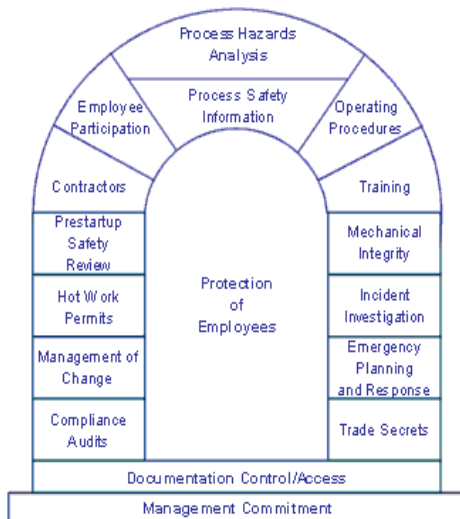 Process Hazards
Analysis
Process Safety
Information
Employee
Participation
Operating
Procedures
Contractors
Training
Prestartup
Safety
Review
Mechanical
Integrity
Hot Work
Permits
Protection
of
Employees
Incident
Investigation
Management of
Change
Emergency
Planning
and Response
Compliance
Audits
Trade Secrets
Documentation Control/Access
Management Commitment